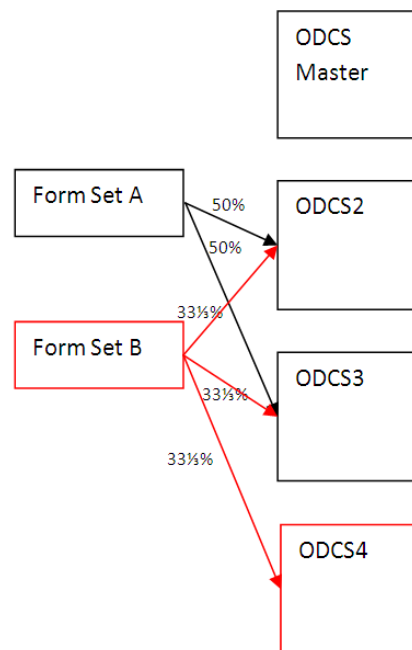 ODCS
Master
Form Set A
50%
ODCS2
50%
33⅓%
Form Set B
ODCS3
33⅓%
33⅓%
ODCS4